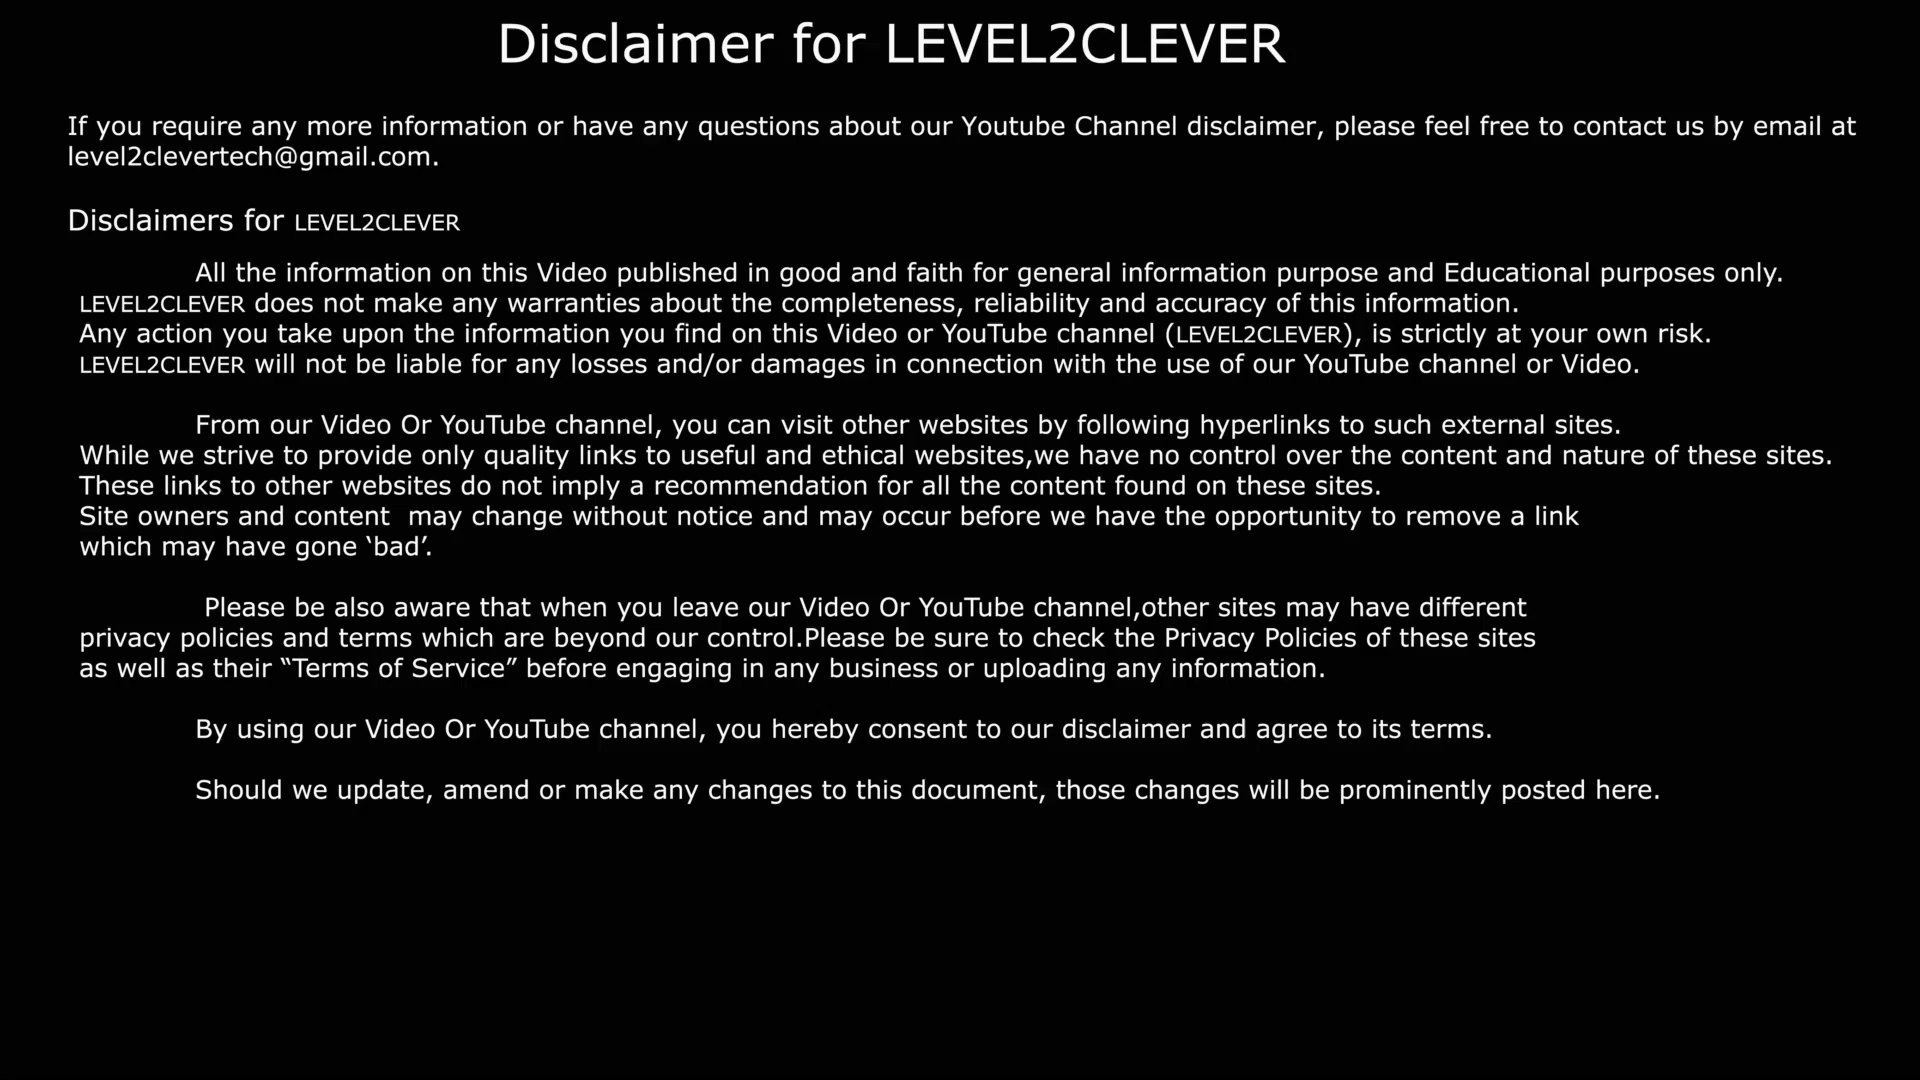 Disclaimer for LEVEL2CLEVER
If you require any more information or have any questions about our Youtube Channel disclaimer, please feel free to contact us by email at
level2clevertech@gmail.com.
Disclaimers for LEVEL2CLEVER
All the information on this Video published in good and faith for general information purpose and Educational purposes only.
LEVEL2CLEVER does not make any warranties about the completeness, reliability and accuracy of this information.
Any action you take upon the information you find on this Video or YouTube channel (LEVEL2CLEVER), is strictly at your own risk.
LEVEL2CLEVER will not be liable for any losses and/or damages in connection with the use of our YouTube channel or Video.
From our Video Or YouTube channel, you can visit other websites by following hyperlinks to such external sites.
While we strive to provide only quality links to useful and ethical websites,we have no control over the content and nature of these sites.
These links to other websites do not imply a recommendation for all the content found on these sites.
Site owners and content  may change without notice and may occur before we have the opportunity to remove a link
which may have gone ‘bad’.
Please be also aware that when you leave our Video Or YouTube channel,other sites may have different
privacy policies and terms which are beyond our control.Please be sure to check the Privacy Policies of these sites
as well as their “Terms of Service” before engaging in any business or uploading any information.
By using our Video Or YouTube channel, you hereby consent to our disclaimer and agree to its terms.
Should we update, amend or make any changes to this document, those changes will be prominently posted here.